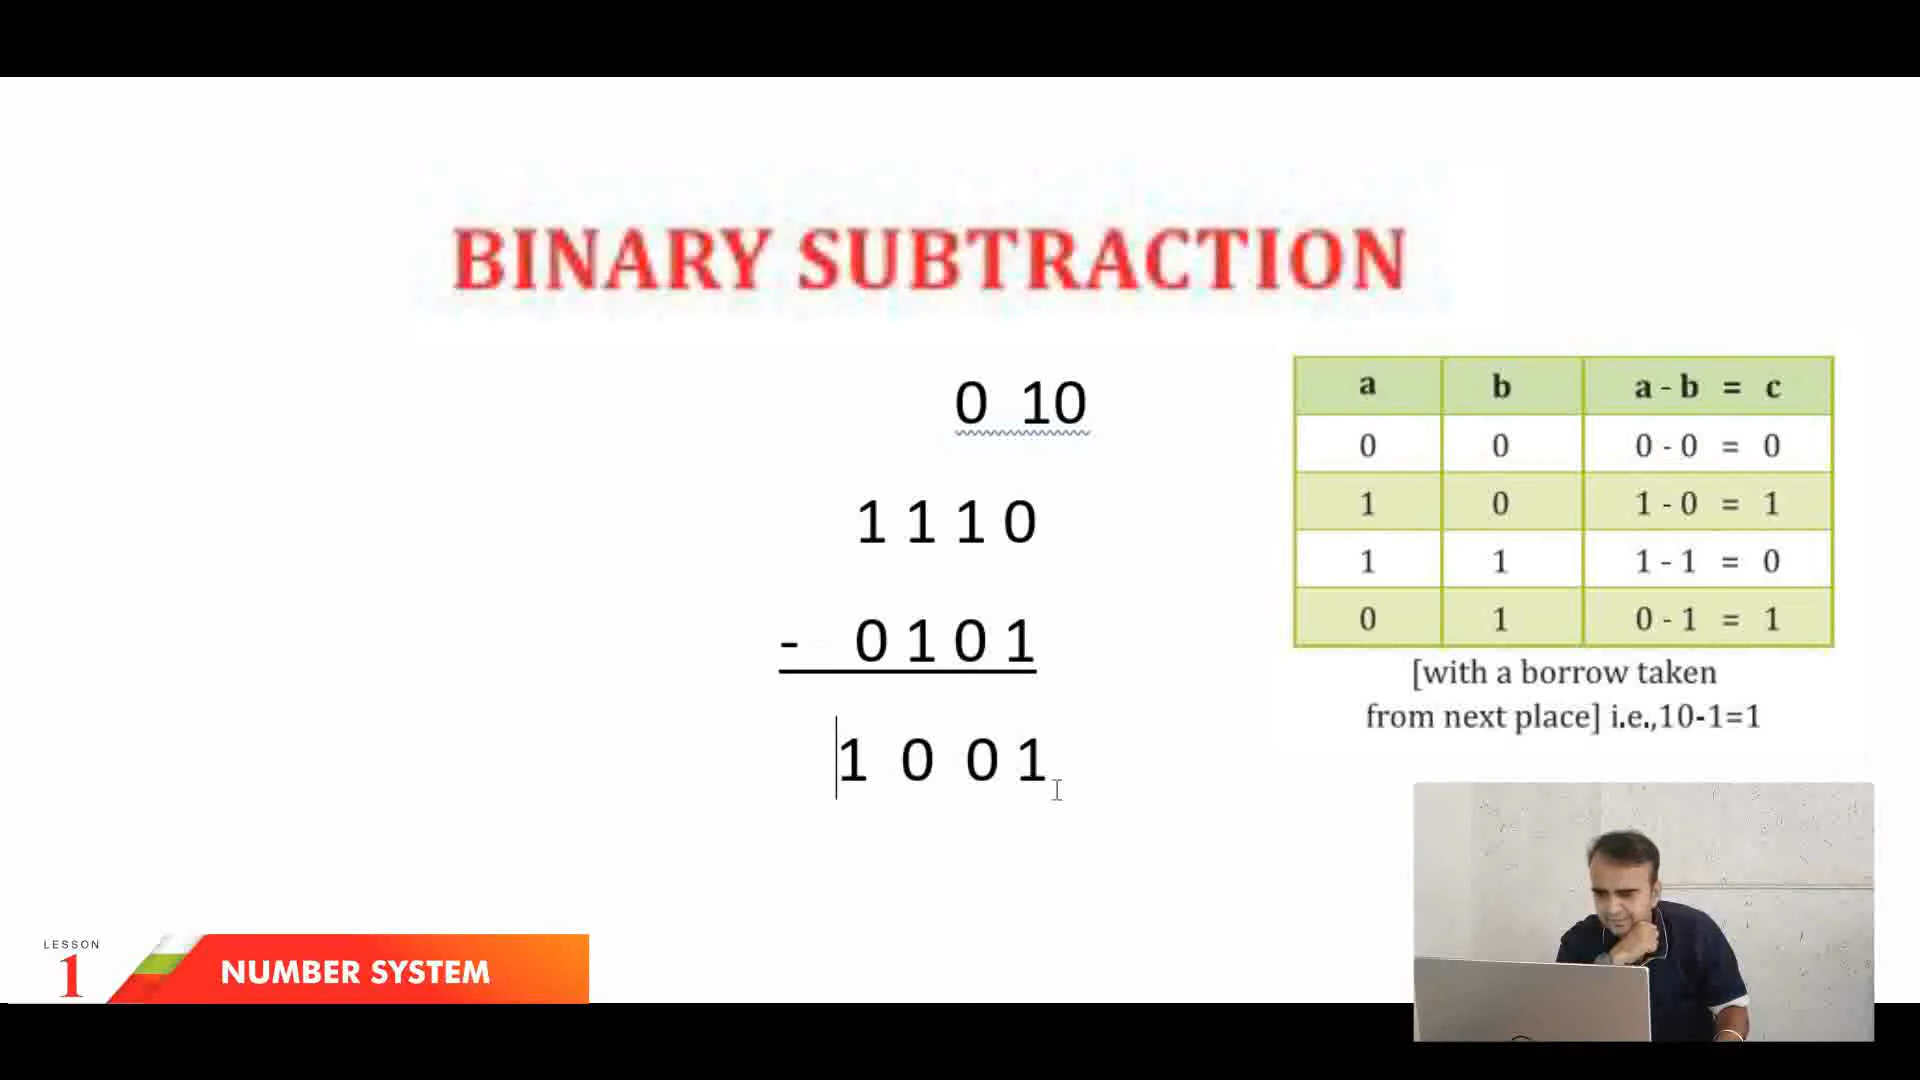 BINARY SUBTRACTION
0 10
1 1 1 0
- 0 1 0 1
1 0 0 1
a b a - b = c
0 0 0 - 0 = 0
1 0 1 - 0 = 1
1 1 1 - 1 = 0
0 1 0 - 1 = 1
[with a borrow taken
from next place] i.e.,10-1=1
LESSON
1
NUMBER SYSTEM